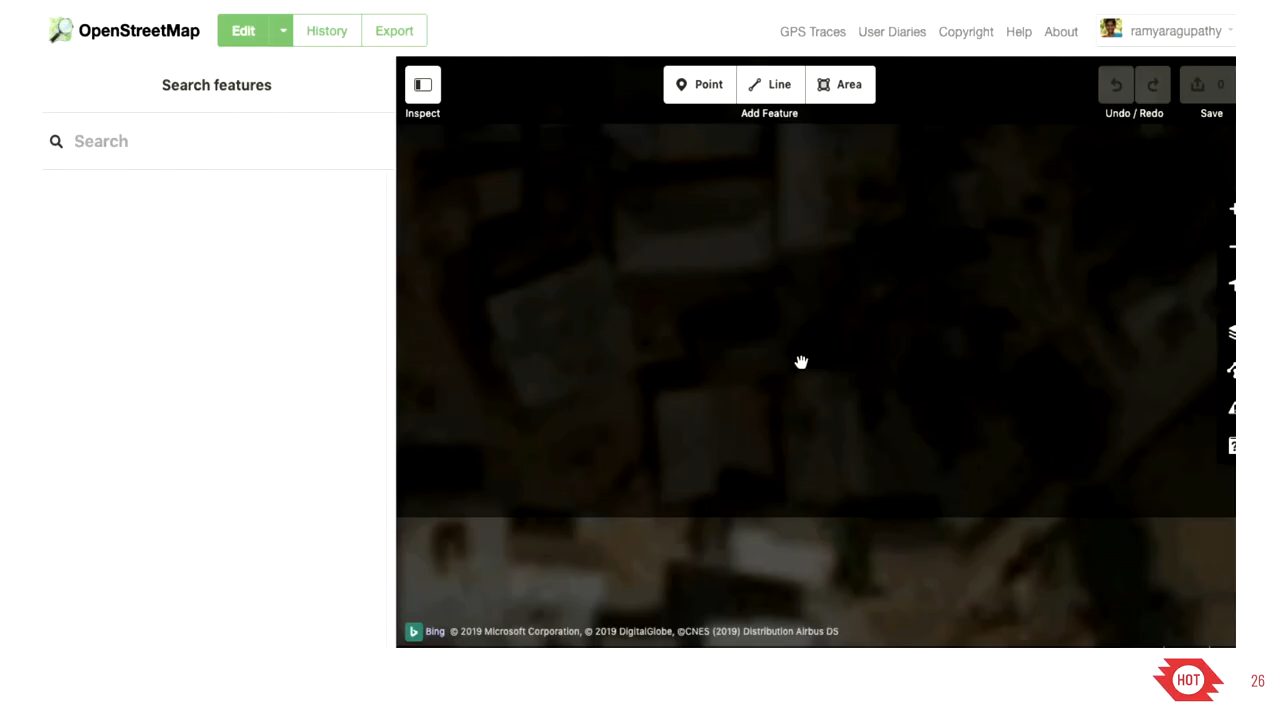 OpenStreetMap
Edit
History
Export
GPS Traces
User Diaries
Copyright
Help
About
ramyaragupathy
Search features
Search
Inspect
Point
Line
Area
Add Feature
Undo / Redo
0
Save
Bing © 2019 Microsoft Corporation, © 2019 DigitalGlobe, ©CNES (2019) Distribution Airbus DS
HOT
26